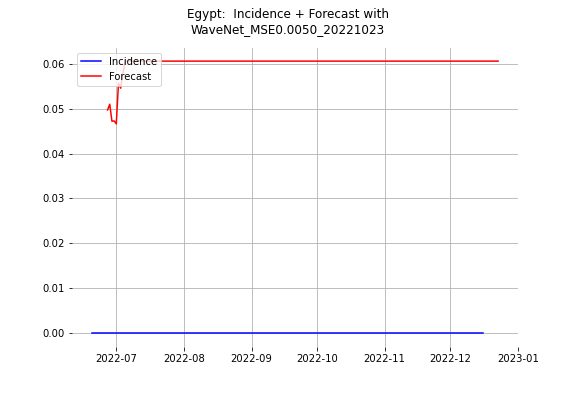 Egypt:  Incidence + Forecast with
WaveNet_MSE0.0050_20221023
Incidence
Forecast
0.06
0.05
0.04
0.03
0.02
0.01
0.00
2022-07 2022-08 2022-09 2022-10 2022-11 2022-12 2023-01